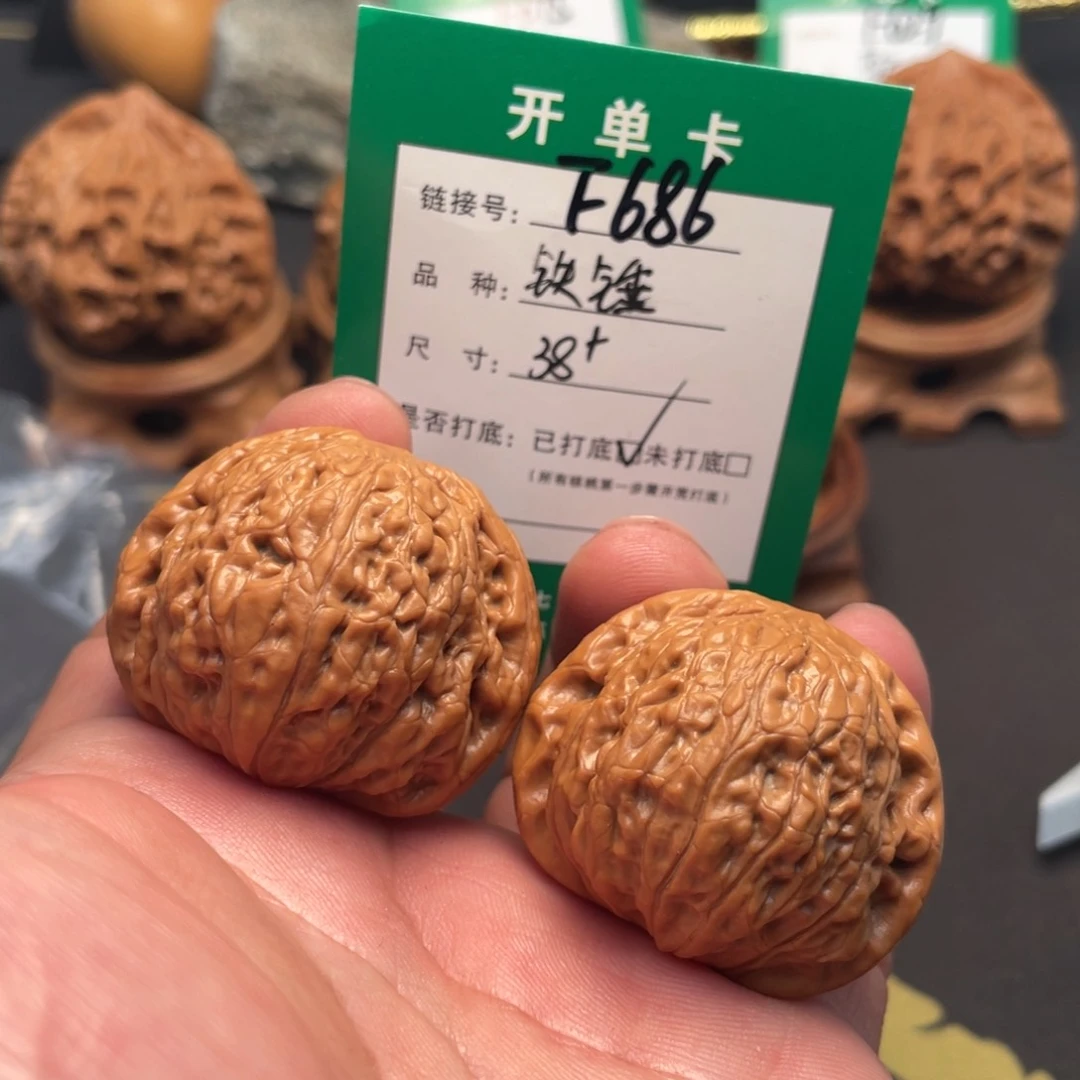 开单卡
链接号: F686
品 种: 铁锤
尺 寸: 38+
是否打底: 已打底☑未打底☐
(所有核桃第一步需开荒打底)